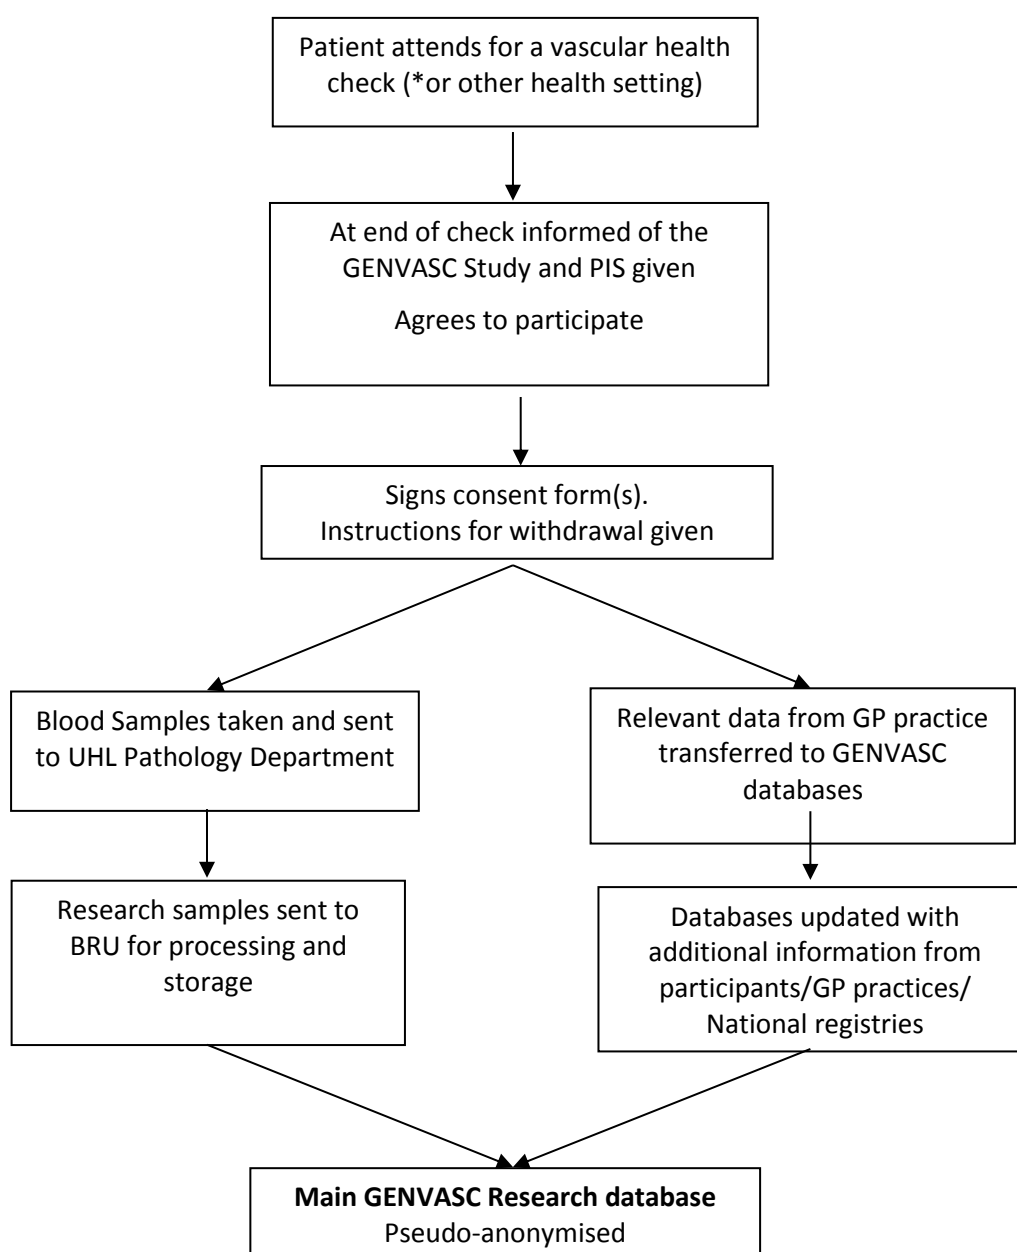 Patient attends for a vascular health
check (*or other health setting)
At end of check informed of the
GENVASC Study and PIS given
Agrees to participate
Signs consent form(s).
Instructions for withdrawal given
Blood Samples taken and sent
to UHL Pathology Department
Relevant data from GP practice
transferred to GENVASC
databases
Research samples sent to
BRU for processing and
storage
Databases updated with
additional information from
participants/GP practices/
National registries
Main GENVASC Research database
Pseudo-anonymised